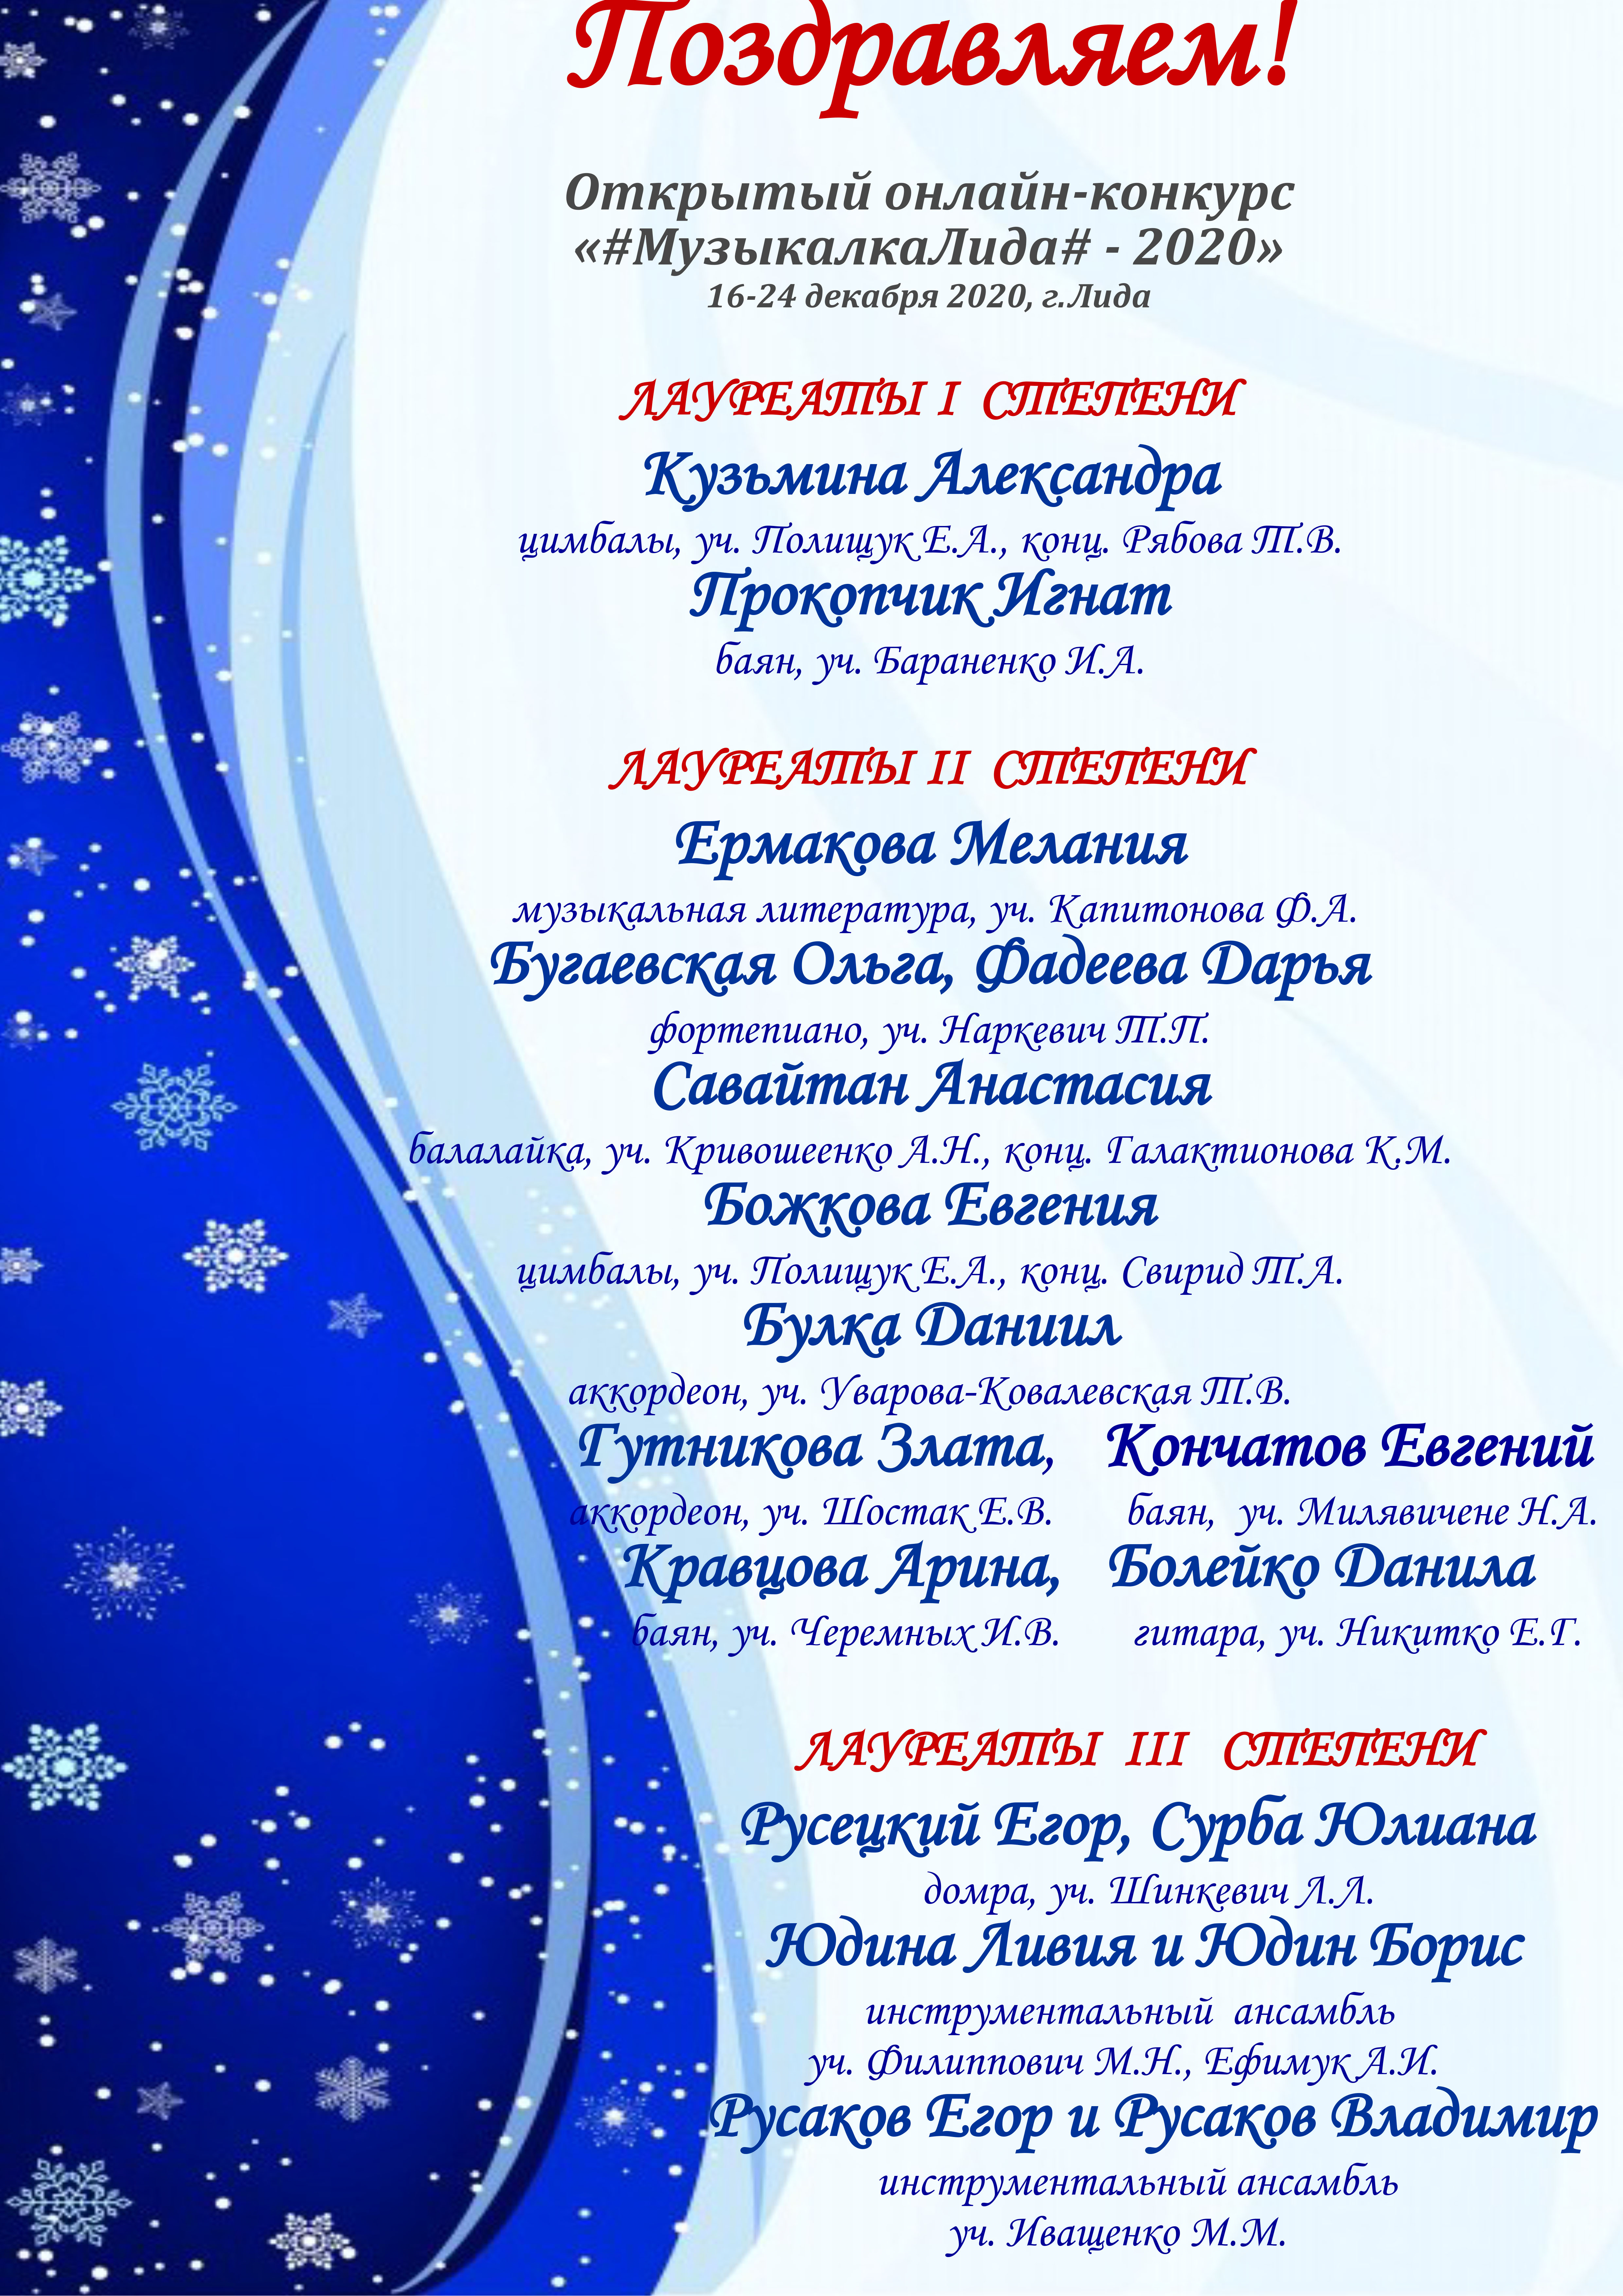 Поздравляем!
Открытый онлайн-конкурс
«#МузыкалкаЛида# - 2020»
16-24 декабря 2020, г.Лида
ЛАУРЕАТЫ I СТЕПЕНИ
Кузьмина Александра
цимбалы, уч. Полищук Е.А., конц. Рябова Т.В.
Прокопчик Игнат
баян, уч. Бараненко И.А.
ЛАУРЕАТЫ II СТЕПЕНИ
Ермакова Мелания
музыкальная литература, уч. Капитонова Ф.А.
Бугаевская Ольга, Фадеева Дарья
фортепиано, уч. Наркевич Т.П.
Савайтан Анастасия
балалайка, уч. Кривошеенко А.Н., конц. Галактионова К.М.
Божкова Евгения
цимбалы, уч. Полищук Е.А., конц. Свирид Т.А.
Булка Даниил
аккордеон, уч. Уварова-Ковалевская Т.В.
Гутникова Злата, Кончатов Евгений
аккордеон, уч. Шостак Е.В. баян, уч. Милявичене Н.А.
Кравцова Арина, Болейко Данила
баян, уч. Черемных И.В. гитара, уч. Никитко Е.Г.
ЛАУРЕАТЫ III СТЕПЕНИ
Русецкий Егор, Сурба Юлиана
домра, уч. Шинкевич Л.Л.
Юдина Ливия и Юдин Борис
инструментальный ансамбль
уч. Филиппович М.Н., Ефимук А.И.
Русаков Егор и Русаков Владимир
инструментальный ансамбль
уч. Иващенко М.М.